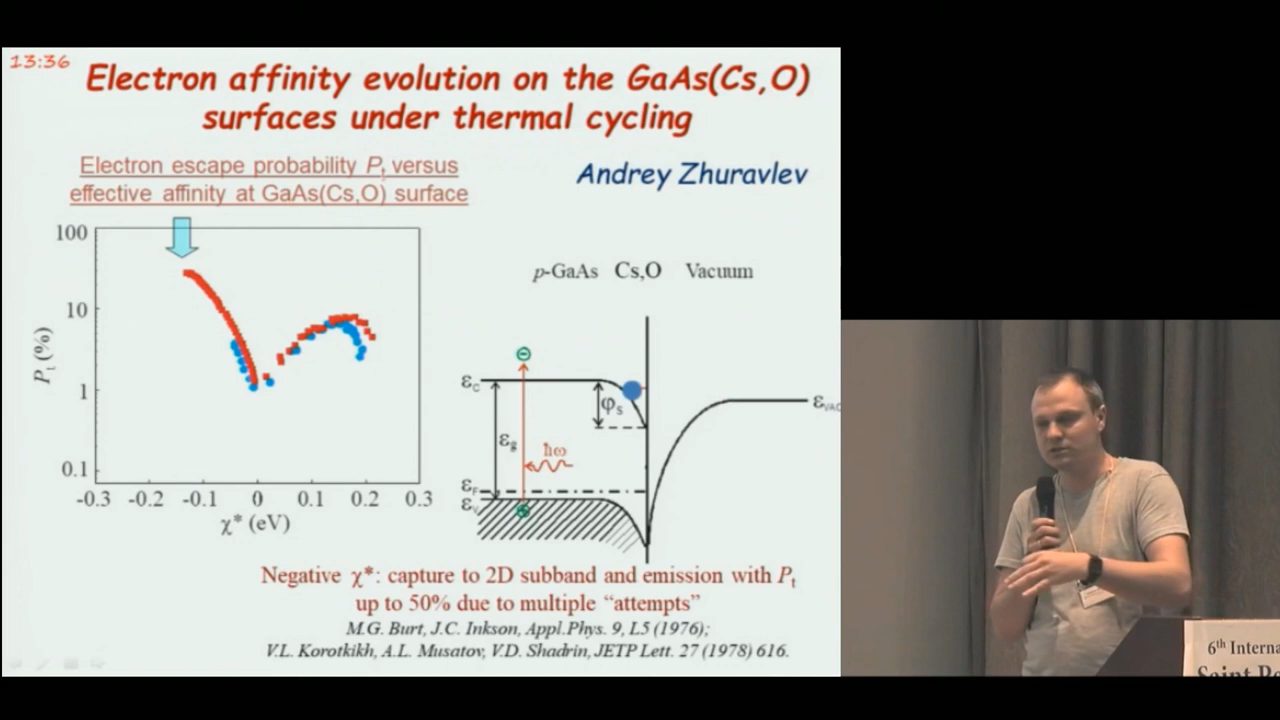 13:36
Electron affinity evolution on the GaAs(Cs,O)
surfaces under thermal cycling
Electron escape probability Pt versus
effective affinity at GaAs(Cs,O) surface
Andrey Zhuravlev
100
10
1
0.1
Pt (%)
-0.3 -0.2 -0.1 0 0.1 0.2 0.3
χ* (eV)
p-GaAs Cs,O Vacuum
εC
φs
εVAC
εg
ħω
εF
εV
Negative χ*: capture to 2D subband and emission with Pt
up to 50% due to multiple “attempts”
M.G. Burt, J.C. Inkson, Appl.Phys. 9, L5 (1976);
V.L. Korotkikh, A.L. Musatov, V.D. Shadrin, JETP Lett. 27 (1978) 616.
6th Interna
Saint Pe